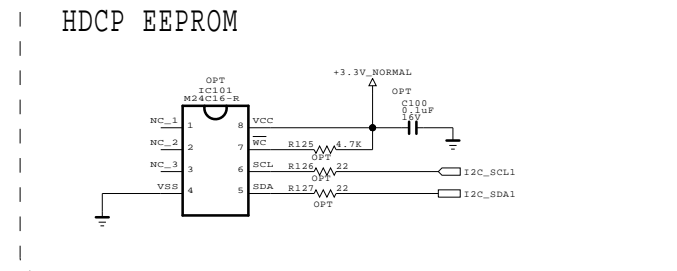 HDCP EEPROM
+3.3V_NORMAL
OPT
IC101
M24C16-R
OPT
C100
0.1uF
16V
NC_1 1 8 VCC
NC_2 2 7 WC R125 4.7K
OPT
NC_3 3 6 SCL R126 22 I2C_SCL1
OPT
VSS 4 5 SDA R127 22 I2C_SDA1
OPT